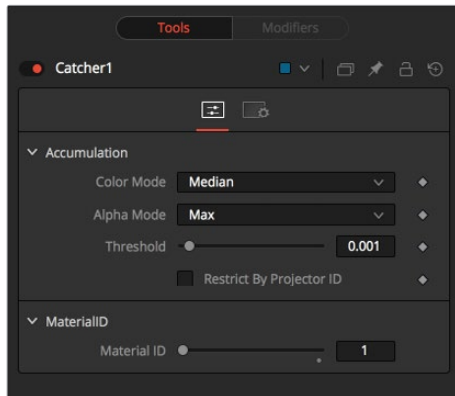 Tools Modifiers
Catcher1
Accumulation
Color Mode Median
Alpha Mode Max
Threshold 0.001
Restrict By Projector ID
MaterialID
Material ID 1